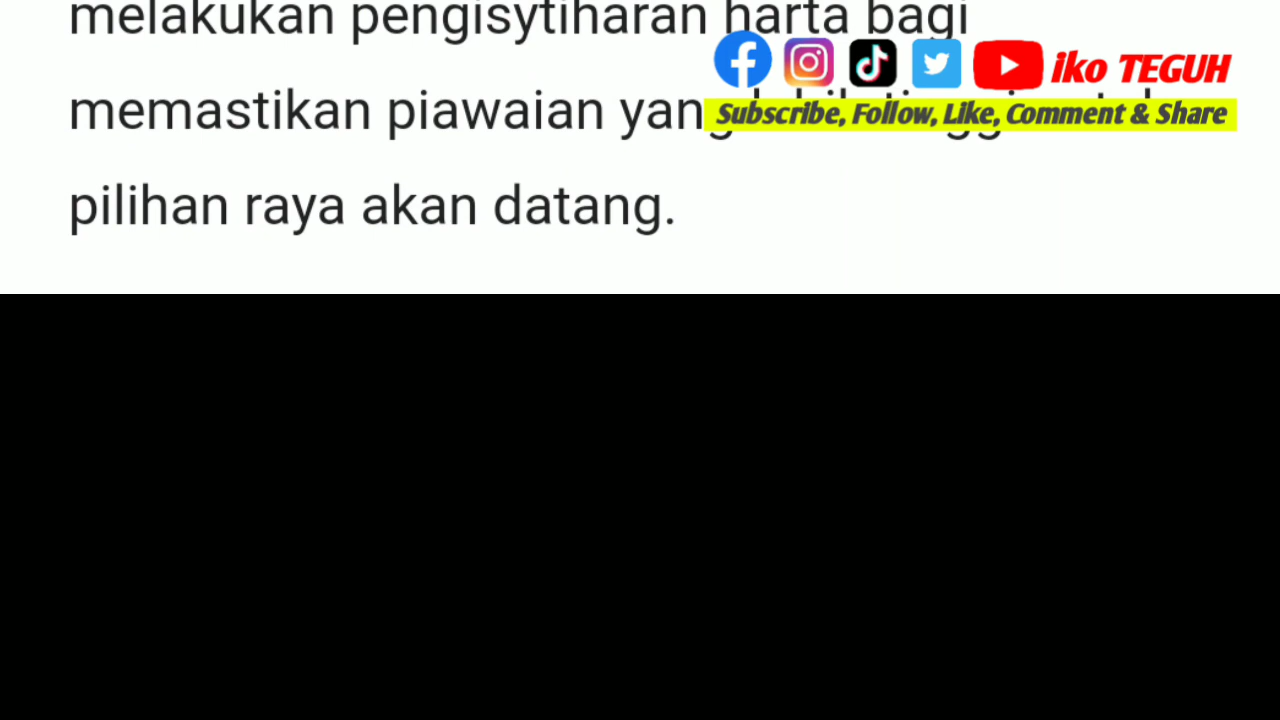 melakukan pengisytiharan harta bagi
iko TEGUH
memastikan piawaian yang
Subscribe, Follow, Like, Comment & Share
pilihan raya akan datang.